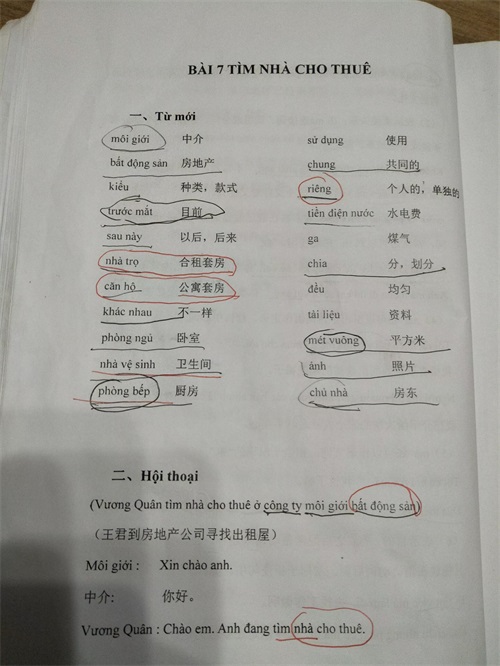 BÀI 7 TÌM NHÀ CHO THUÊ
一、Từ mới
môi giới 中介
bất động sản 房地产
kiểu 种类，款式
trước mắt 目前
sau này 以后，后来
nhà trọ 合租套房
căn hộ 公寓套房
khác nhau 不一样
phòng ngủ 卧室
nhà vệ sinh 卫生间
phòng bếp 厨房
sử dụng 使用
chung 共同的
riêng 个人的，单独的
tiền điện nước 水电费
ga 煤气
chia 分，划分
đều 均匀
tài liệu 资料
mét vuông 平方米
ảnh 照片
chủ nhà 房东
二、Hội thoại
(Vương Quân tìm nhà cho thuê ở công ty môi giới bất động sản)
（王君到房地产公司寻找出租屋）
Môi giới : Xin chào anh.
中介: 你好。
Vương Quân : Chào em. Anh đang tìm nhà cho thuê.